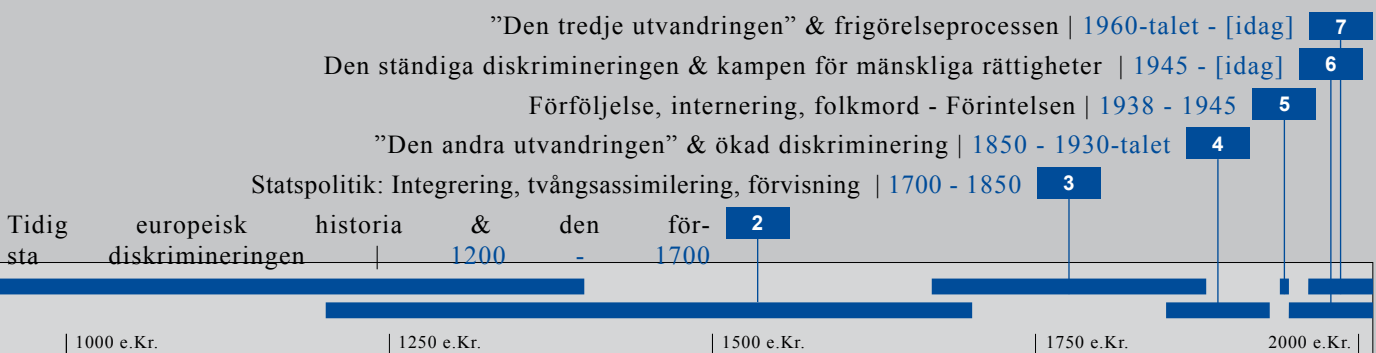 ”Den tredje utvandringen” & frigörelseprocessen | 1960-talet - [idag] 7
Den ständiga diskrimineringen & kampen för mänskliga rättigheter | 1945 - [idag] 6
Förföljelse, internering, folkmord - Förintelsen | 1938 - 1945 5
”Den andra utvandringen” & ökad diskriminering | 1850 - 1930-talet 4
Statspolitik: Integrering, tvångsassimilering, förvisning | 1700 - 1850 3
Tidig europeisk historia & den för- 2
sta diskrimineringen | 1200 - 1700
| 1000 e.Kr. | 1250 e.Kr. | 1500 e.Kr. | 1750 e.Kr. 2000 e.Kr. |